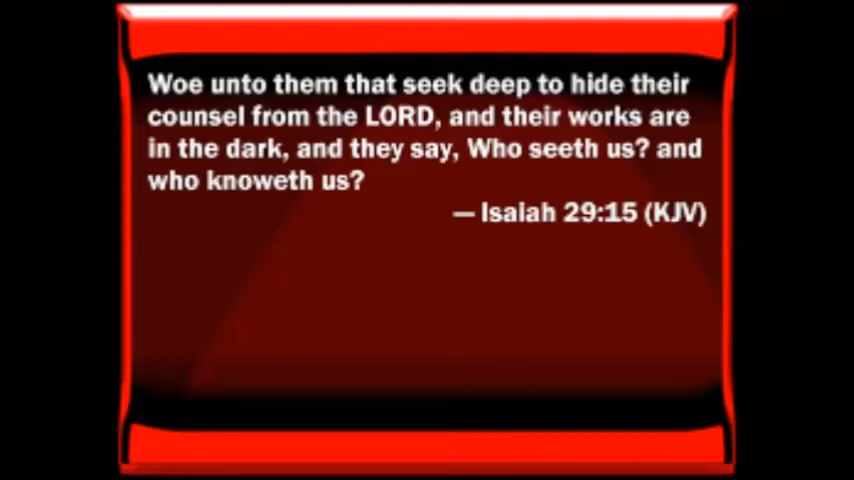 Woe unto them that seek deep to hide their
counsel from the LORD, and their works are
in the dark, and they say, Who seeth us? and
who knoweth us?
— Isaiah 29:15 (KJV)